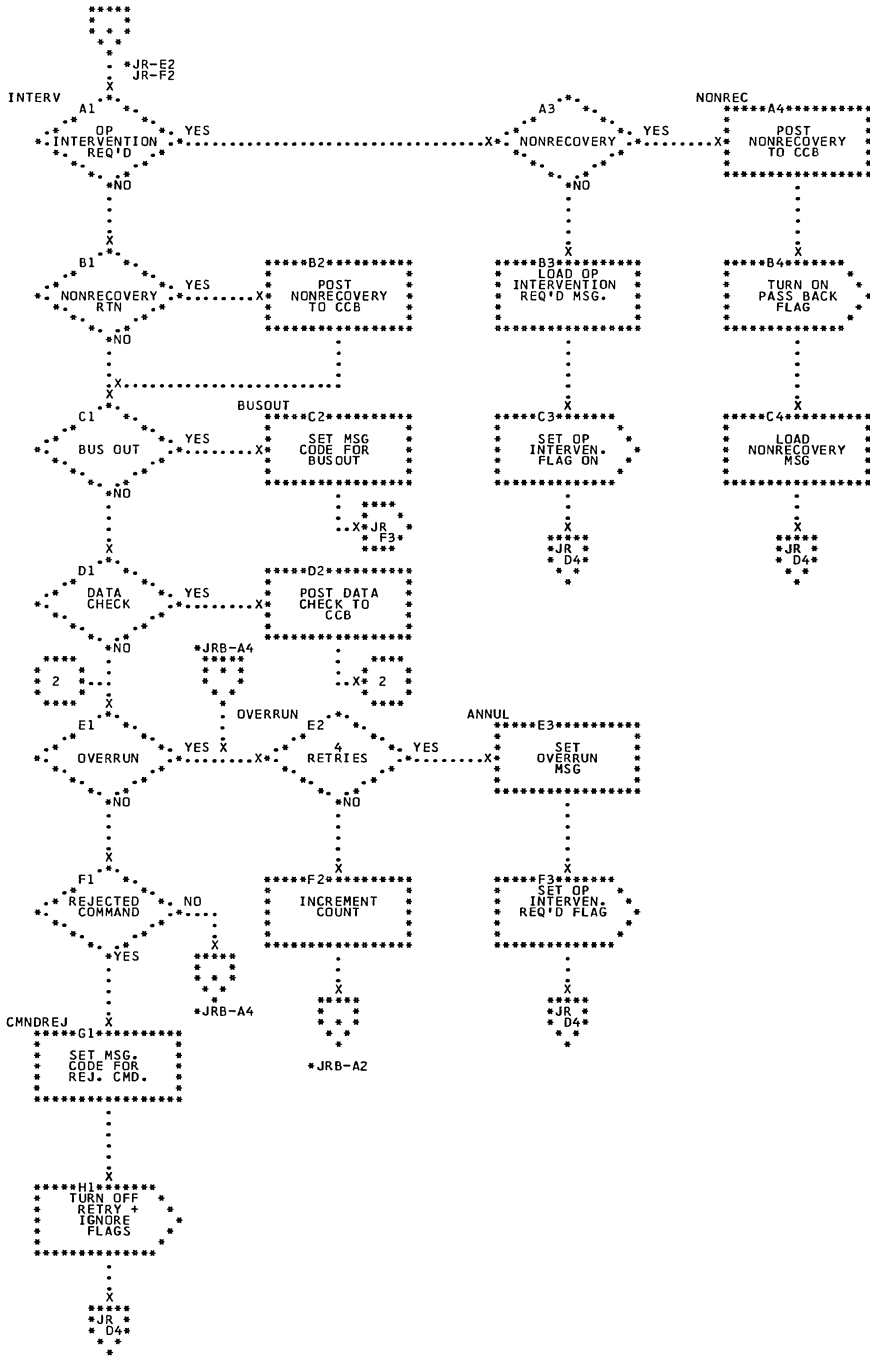 *JR-E2
JR-F2
INTERV
A1
OP
INTERVENTION
REQ'D
YES
NO
A3
NONRECOVERY
YES
NO
NONREC
A4
POST
NONRECOVERY
TO CCB
B1
NONRECOVERY
RTN
YES
NO
B2
POST
NONRECOVERY
TO CCB
B3
LOAD OP
INTERVENTION
REQ'D MSG.
B4
TURN ON
PASS BACK
FLAG
C1
BUS OUT
YES
NO
BUSOUT
C2
SET MSG
CODE FOR
BUSOUT
JR
F3
C3
SET OP
INTERVEN.
FLAG ON
JR
D4
C4
LOAD
NONRECOVERY
MSG
JR
D4
D1
DATA
CHECK
YES
NO
D2
POST DATA
CHECK TO
CCB
2
*JRB-A4
2
E1
OVERRUN
YES
NO
OVERRUN
E2
4
RETRIES
YES
NO
ANNUL
E3
SET
OVERRUN
MSG
F1
REJECTED
COMMAND
NO
YES
*JRB-A4
F2
INCREMENT
COUNT
*JRB-A2
F3
SET OP
INTERVEN.
REQ'D FLAG
JR
D4
CMNDREJ
G1
SET MSG.
CODE FOR
REJ. CMD.
H1
TURN OFF
RETRY +
IGNORE
FLAGS
JR
D4